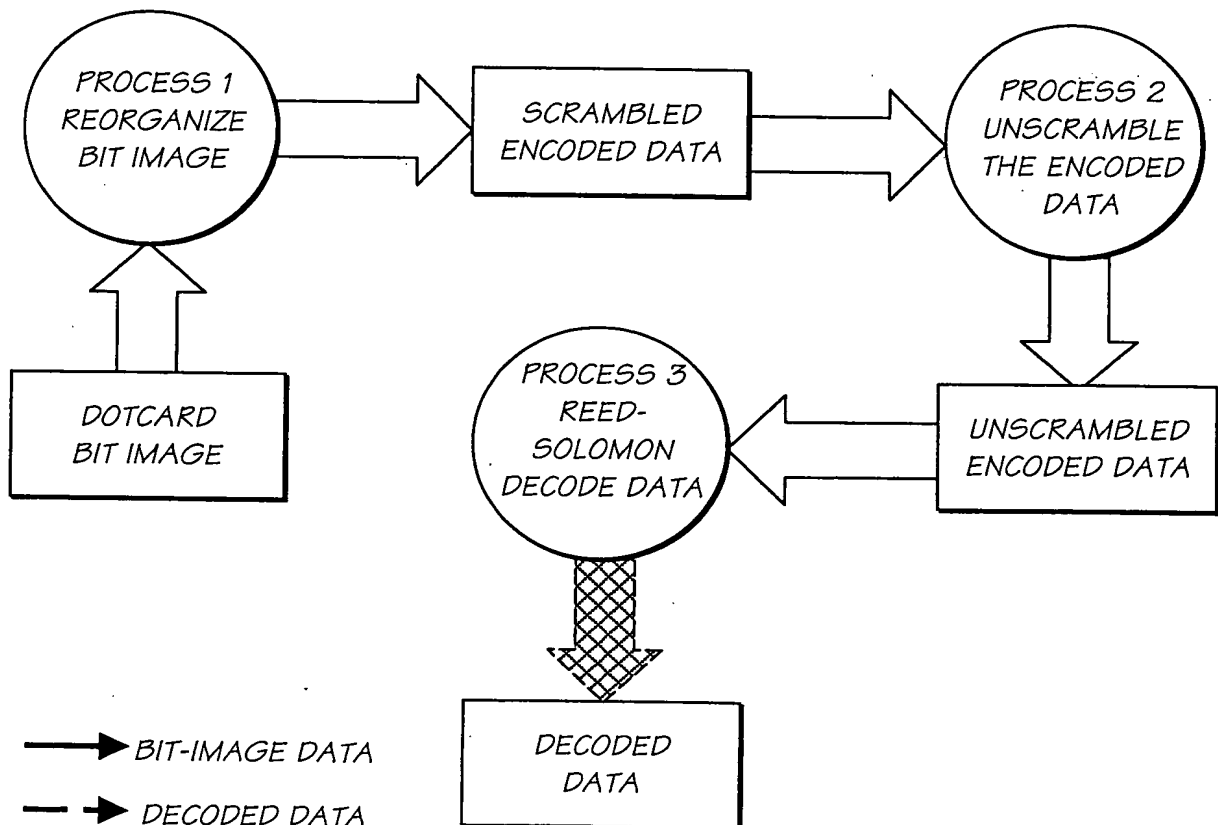 PROCESS 1
REORGANIZE
BIT IMAGE
SCRAMBLED
ENCODED DATA
PROCESS 2
UNSCRAMBLE
THE ENCODED
DATA
DOTCARD
BIT IMAGE
PROCESS 3
REED-
SOLOMON
DECODE DATA
UNSCRAMBLED
ENCODED DATA
DECODED
DATA
BIT-IMAGE DATA
DECODED DATA